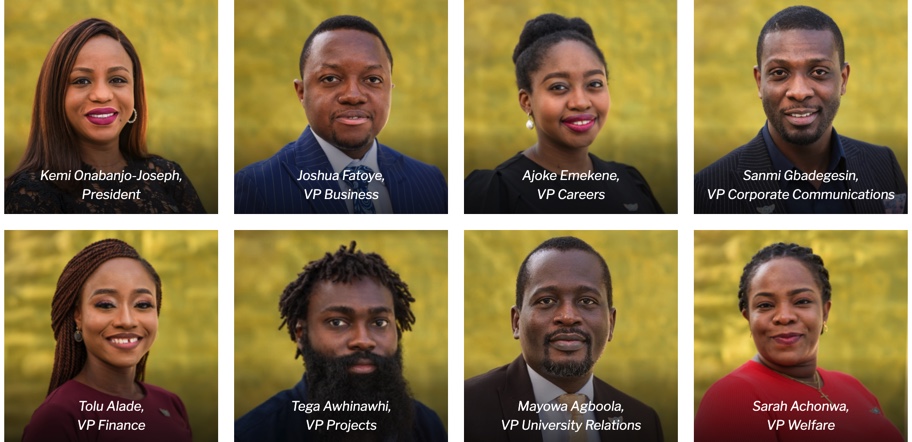 Kemi Onabanjo-Joseph,
President
Joshua Fatoye,
VP Business
Ajoke Emekene,
VP Careers
Sanmi Gbadegesin,
VP Corporate Communications
Tolu Alade,
VP Finance
Tega Awhinawhi,
VP Projects
Mayowa Agboola,
VP University Relations
Sarah Achonwa,
VP Welfare